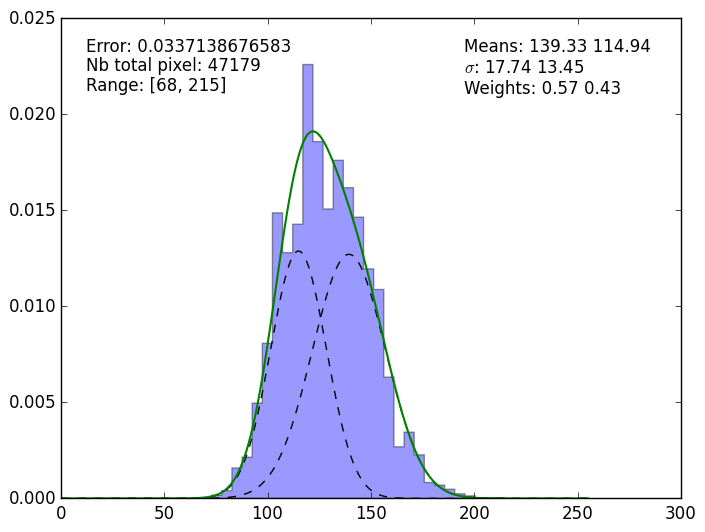 0.025
0.020
0.015
0.010
0.005
0.000
Error: 0.0337138676583
Nb total pixel: 47179
Range: [68, 215]
Means: 139.33 114.94
σ: 17.74 13.45
Weights: 0.57 0.43
0 50 100 150 200 250 300